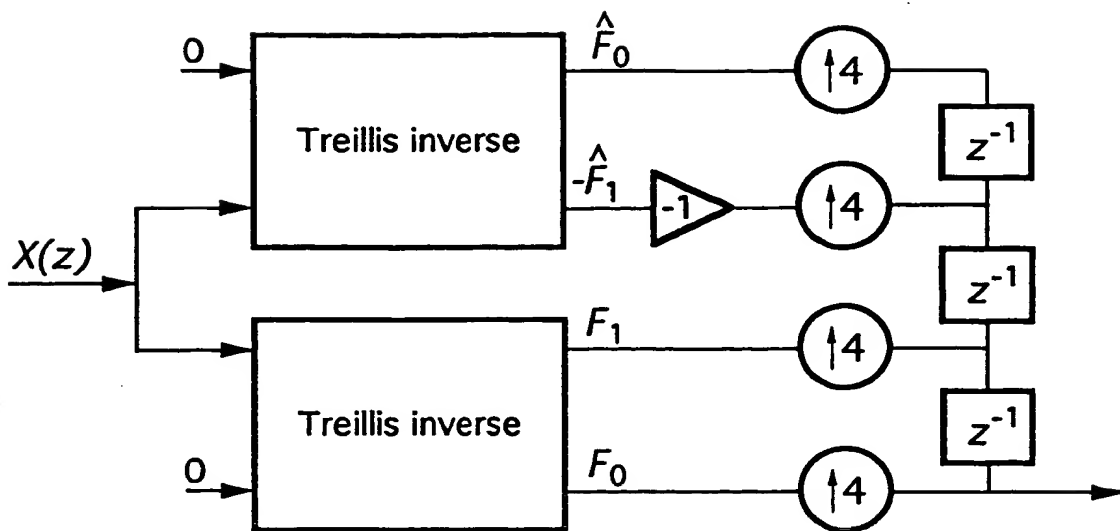 0
Treillis inverse
F̂₀
↑4
z⁻¹
-F̂₁
-1
↑4
X(z)
z⁻¹
F₁
↑4
Treillis inverse
z⁻¹
0
F₀
↑4